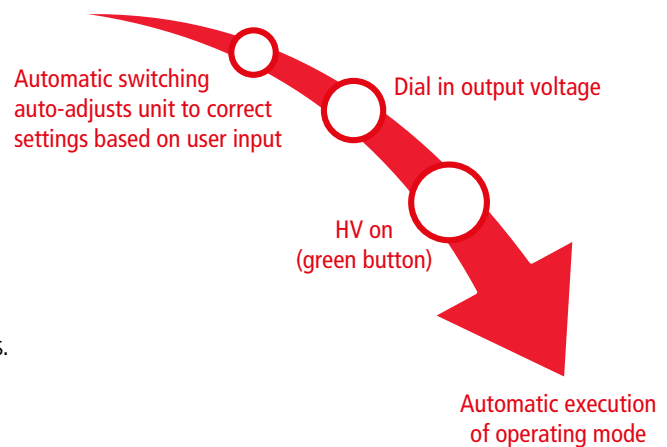 Automatic switching
auto-adjusts unit to correct
settings based on user input
Dial in output voltage
HV on
(green button)
s.
Automatic execution
of operating mode